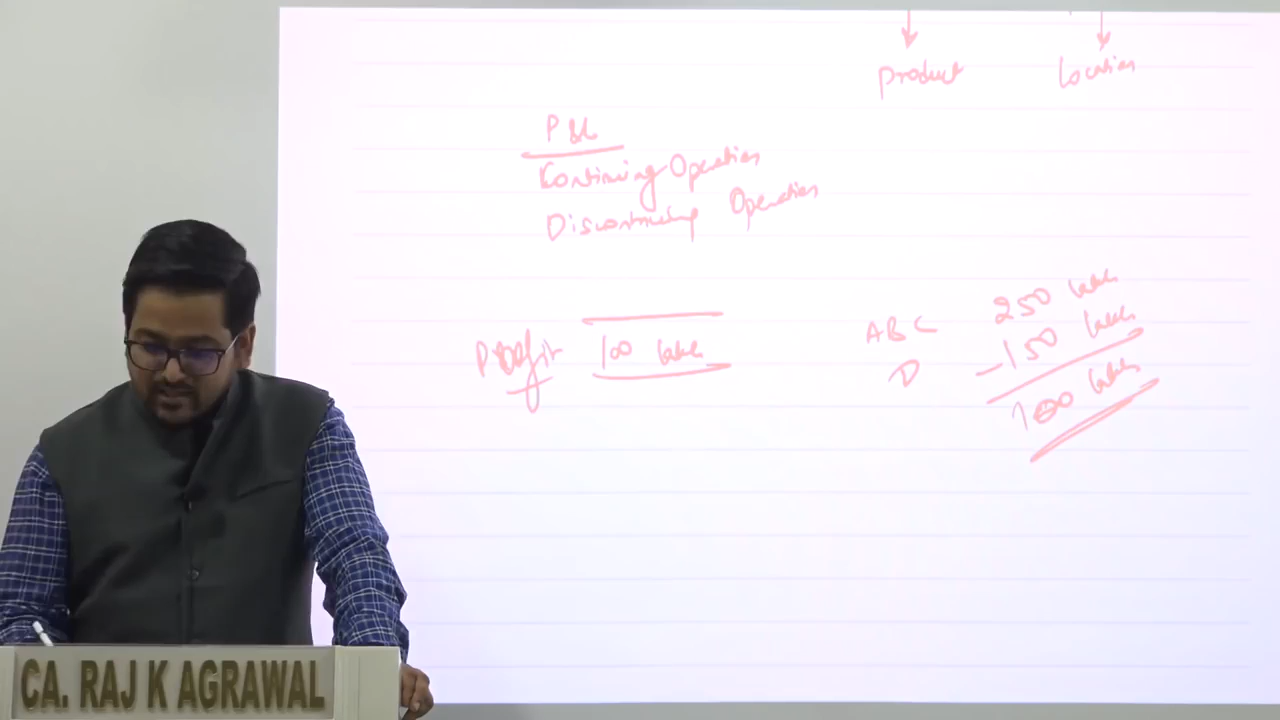 product
Location
P&L
Continuing Operation
Discontinuing Operation
Profit 100 lakh
ABC 250 lakh
D -150 lakh
100 lakh
CA. RAJ K AGRAWAL